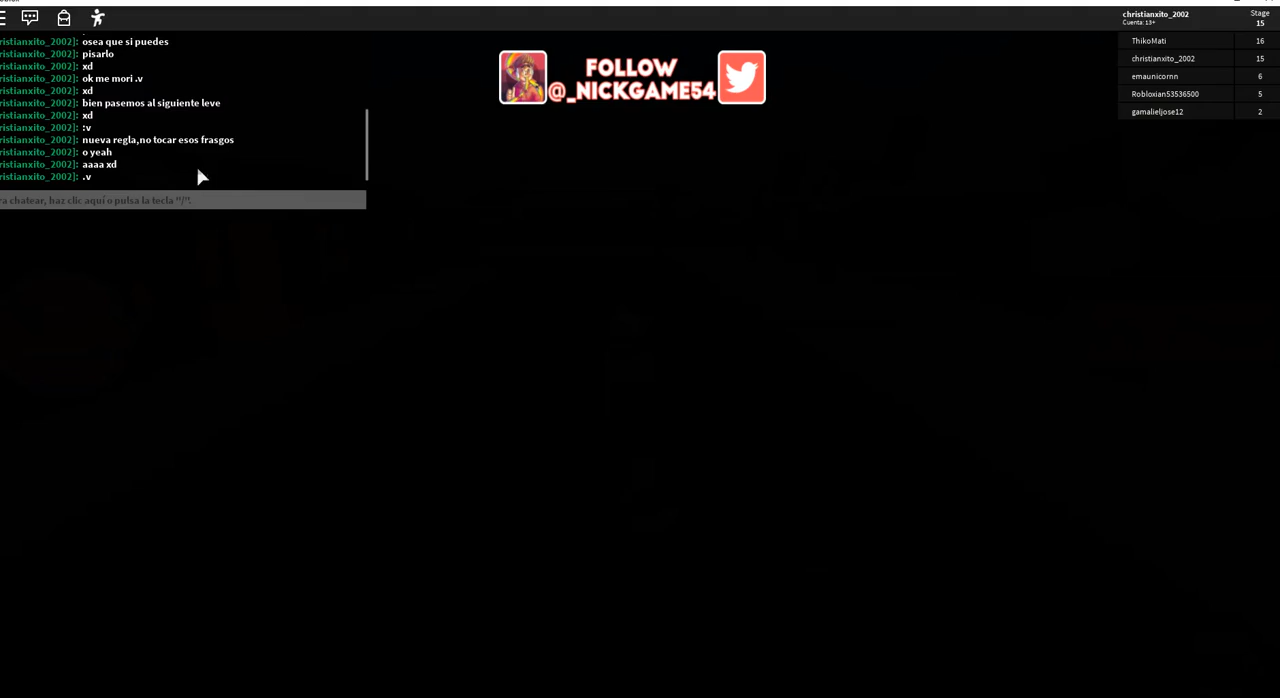 christianxito_2002
Cuenta: 13+
Stage
15
ThikoMati 16
christianxito_2002 15
emaunicornn 6
Robloxian53536500 5
gamalieljose12 2
FOLLOW
@_NICKGAME54
ristianxito_2002]: osea que si puedes
ristianxito_2002]: pisarlo
ristianxito_2002]: xd
ristianxito_2002]: ok me mori .v
ristianxito_2002]: xd
ristianxito_2002]: bien pasemos al siguiente leve
ristianxito_2002]: xd
ristianxito_2002]: :v
ristianxito_2002]: nueva regla,no tocar esos frasgos
ristianxito_2002]: o yeah
ristianxito_2002]: aaaa xd
ristianxito_2002]: .v
ra chatear, haz clic aquí o pulsa la tecla "/".